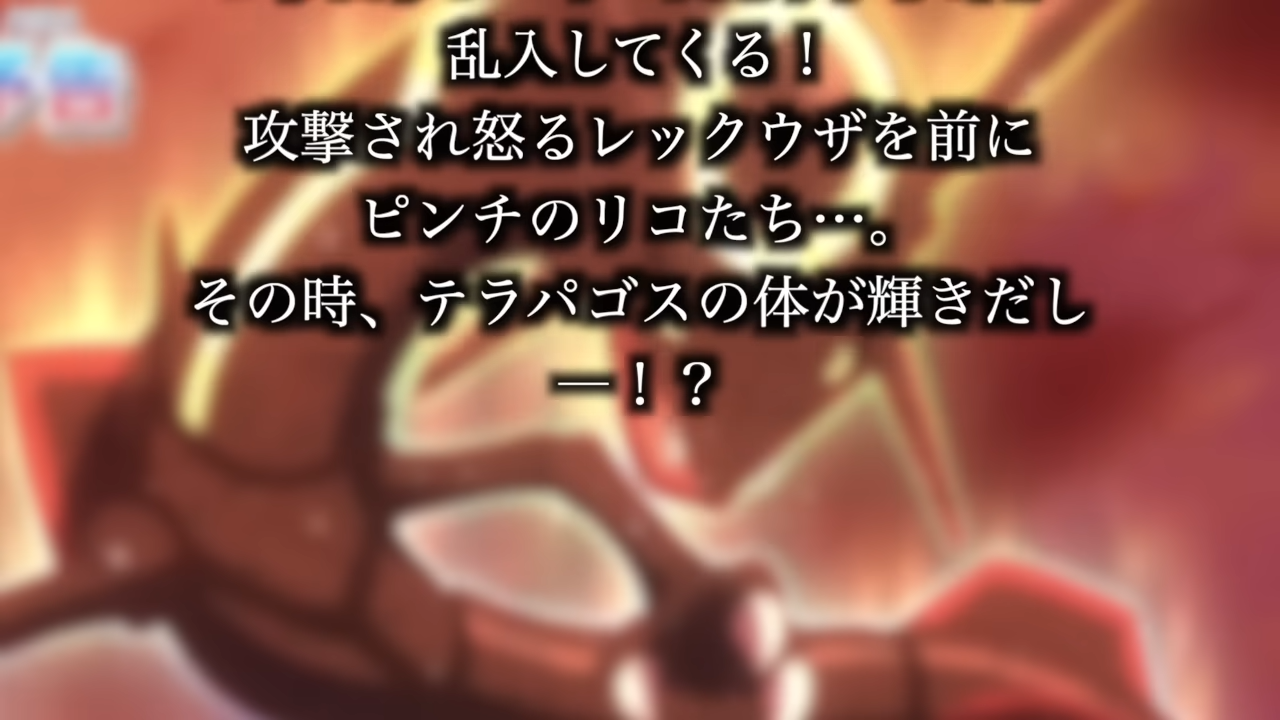 乱入してくる！
攻撃され怒るレックウザを前に
ピンチのリコたち…。
その時、テラパゴスの体が輝きだし
―！？